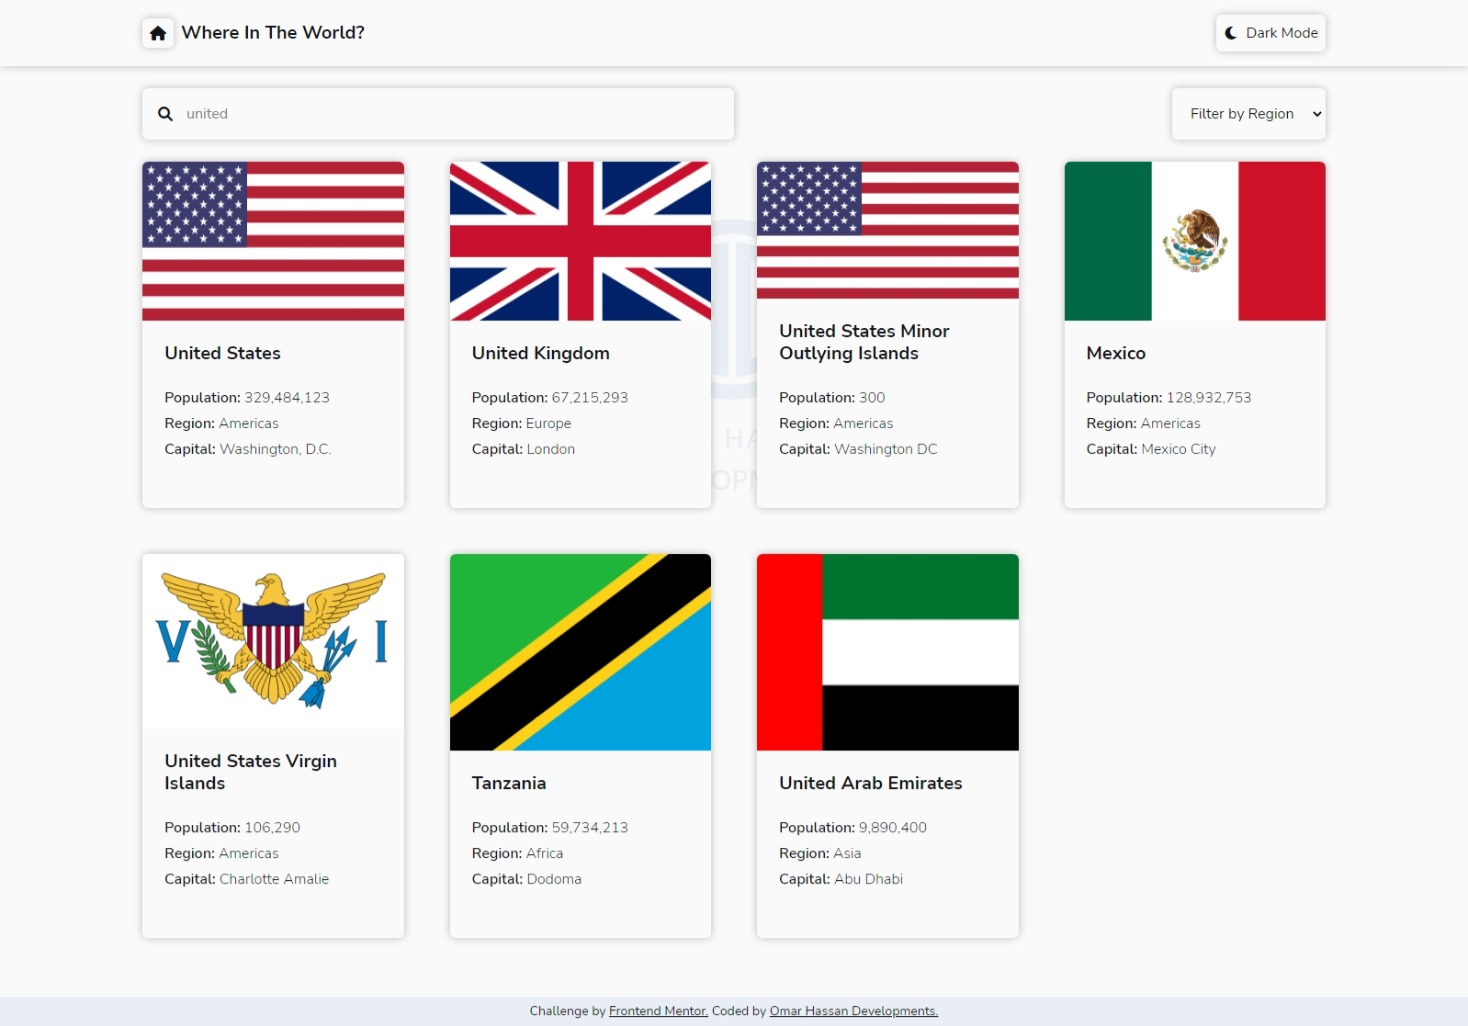 Where In The World?
Dark Mode
united
Filter by Region
United States
Population: 329,484,123
Region: Americas
Capital: Washington, D.C.
United Kingdom
Population: 67,215,293
Region: Europe
Capital: London
United States Minor
Outlying Islands
Population: 300
Region: Americas
Capital: Washington DC
Mexico
Population: 128,932,753
Region: Americas
Capital: Mexico City
V I
United States Virgin
Islands
Population: 106,290
Region: Americas
Capital: Charlotte Amalie
Tanzania
Population: 59,734,213
Region: Africa
Capital: Dodoma
United Arab Emirates
Population: 9,890,400
Region: Asia
Capital: Abu Dhabi
Challenge by Frontend Mentor. Coded by Omar Hassan Developments.